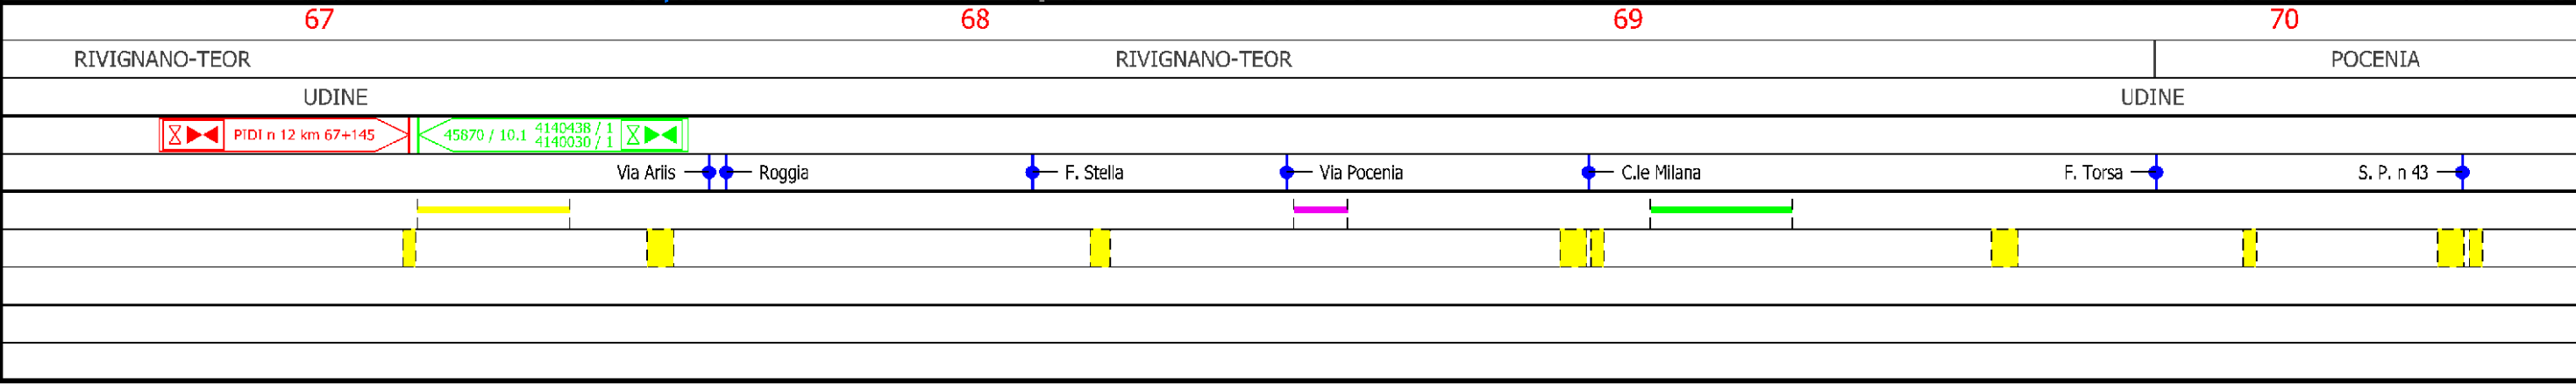 67 68 69 70
RIVIGNANO-TEOR RIVIGNANO-TEOR POCENIA
UDINE UDINE
PIDI n 12 km 67+145 45870 / 10.1 4140438 / 1
4140030 / 1
Via Ariis Roggia F. Stella Via Pocenia C.le Milana F. Torsa S. P. n 43